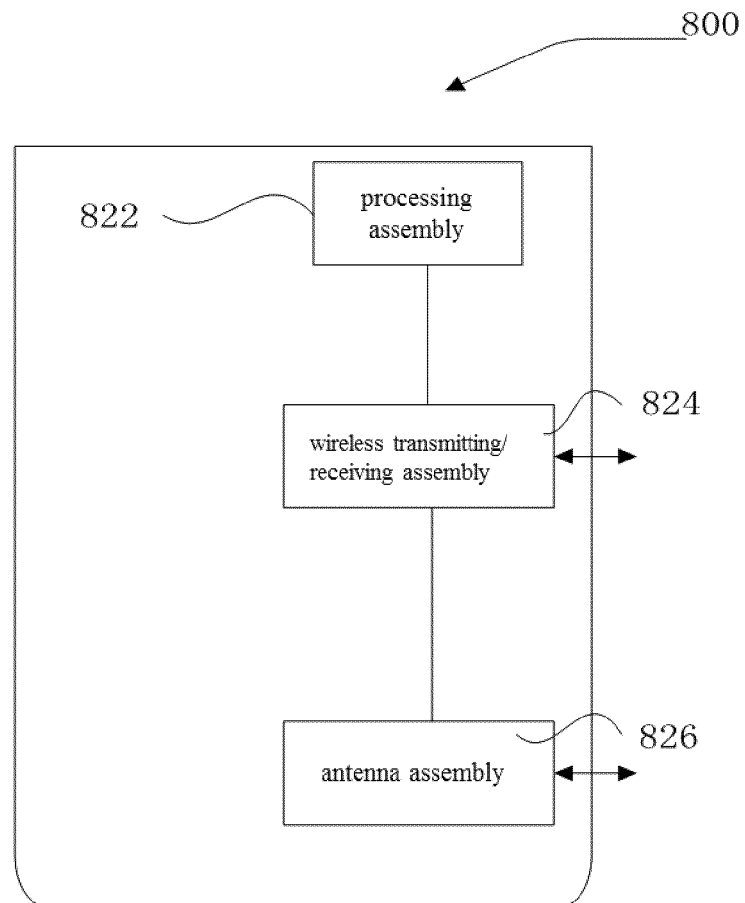 800
processing
assembly
822
824
wireless transmitting/
receiving assembly
826
antenna assembly